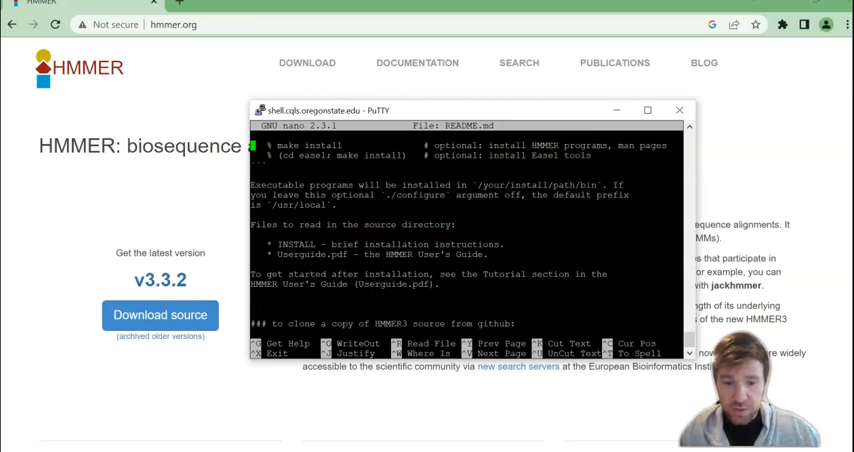 HMMER
Not secure | hmmer.org
HMMER
DOWNLOAD DOCUMENTATION SEARCH PUBLICATIONS BLOG
HMMER: biosequence a
Get the latest version
v3.3.2
Download source
(archived older versions)
shell.cqls.oregonstate.edu - PuTTY
GNU nano 2.3.1 File: README.md
% make install # optional: install HMMER programs, man pages
% (cd easel; make install) # optional: install Easel tools
```
Executable programs will be installed in `/your/install/path/bin`. If
you leave this optional `./configure` argument off, the default prefix
is `/usr/local`.
Files to read in the source directory:
* INSTALL - brief installation instructions.
* Userguide.pdf - the HMMER User's Guide.
To get started after installation, see the Tutorial section in the
HMMER User's Guide (Userguide.pdf).
### to clone a copy of HMMER3 source from github:
^G Get Help ^O WriteOut ^R Read File ^Y Prev Page ^K Cut Text ^C Cur Pos
^X Exit ^J Justify ^W Where Is ^V Next Page ^U UnCut Text ^T To Spell
equence alignments. It
MMs).
es that participate in
or example, you can
with jackhmmer.
ngth of its underlying
s of the new HMMER3
now
re widely
accessible to the scientific community via new search servers at the European Bioinformatics